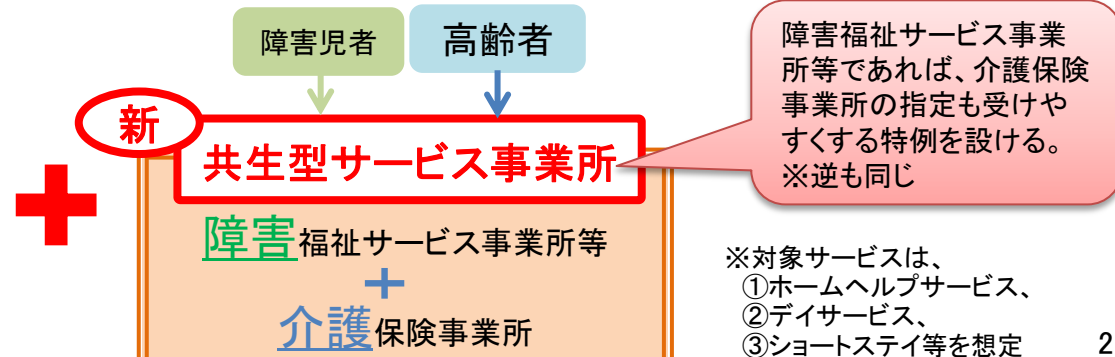 障害児者
高齢者
新
共生型サービス事業所
障害福祉サービス事業所等
+
介護保険事業所
障害福祉サービス事業
所等であれば、介護保険
事業所の指定も受けや
すくする特例を設ける。
※逆も同じ
※対象サービスは、
①ホームヘルプサービス、
②デイサービス、
③ショートステイ等を想定
2